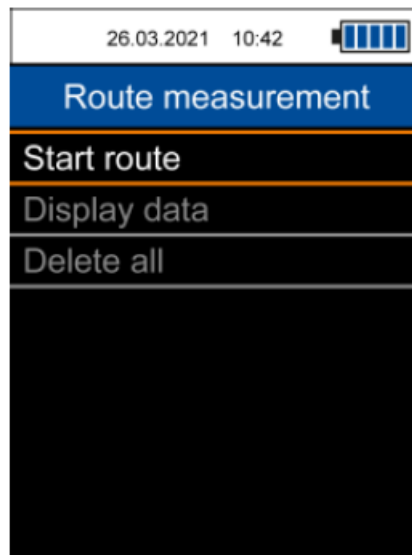 26.03.2021 10:42
Route measurement
Start route
Display data
Delete all